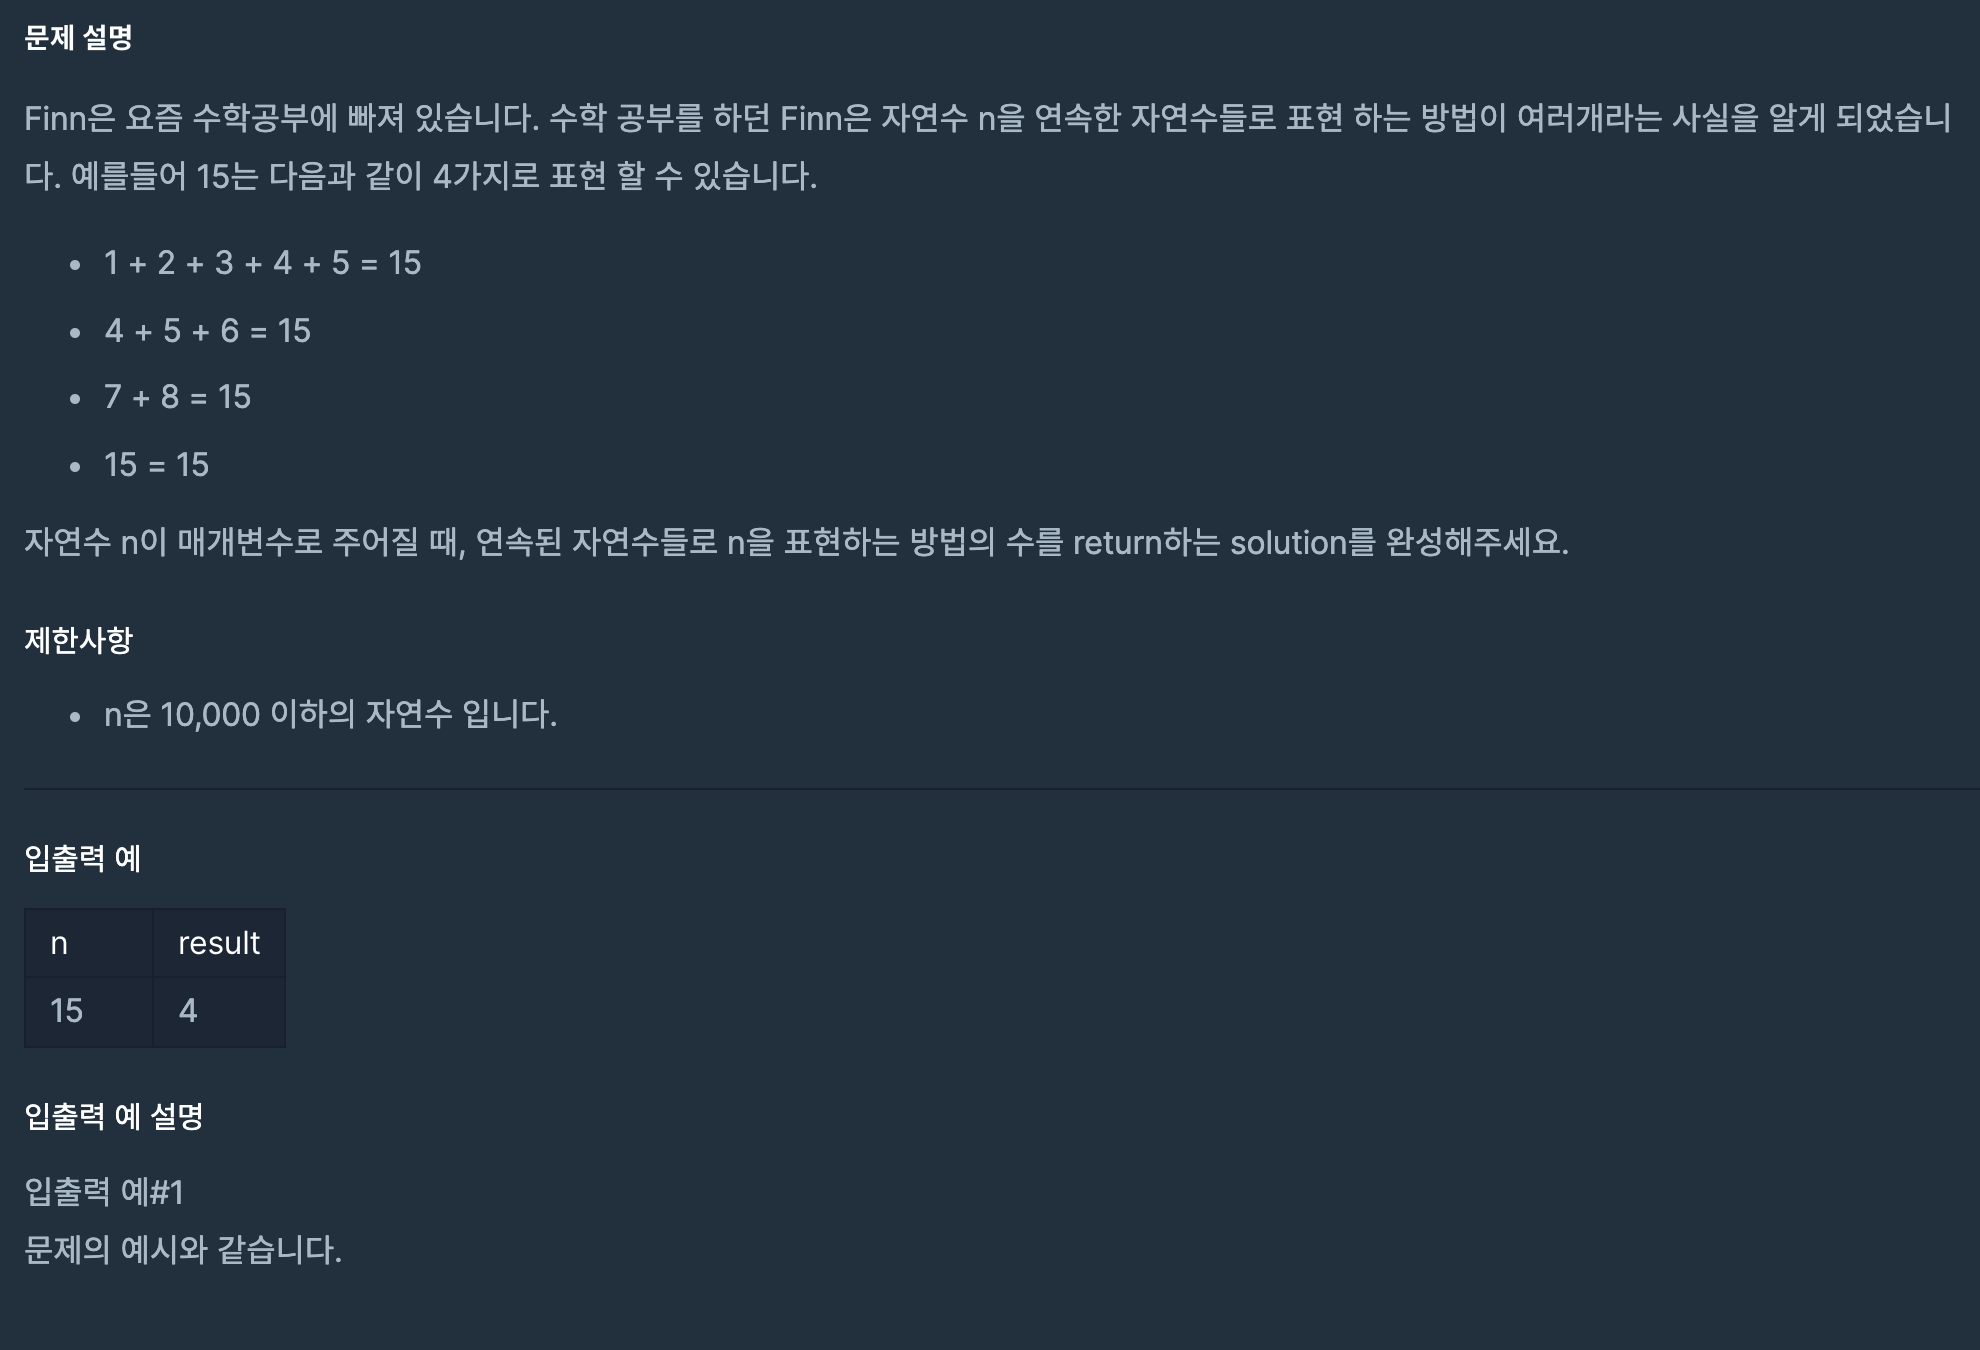 문제 설명
Finn은 요즘 수학공부에 빠져 있습니다. 수학 공부를 하던 Finn은 자연수 n을 연속한 자연수들로 표현 하는 방법이 여러개라는 사실을 알게 되었습니
다. 예를들어 15는 다음과 같이 4가지로 표현 할 수 있습니다.
• 1 + 2 + 3 + 4 + 5 = 15
• 4 + 5 + 6 = 15
• 7 + 8 = 15
• 15 = 15
자연수 n이 매개변수로 주어질 때, 연속된 자연수들로 n을 표현하는 방법의 수를 return하는 solution를 완성해주세요.
제한사항
• n은 10,000 이하의 자연수 입니다.
입출력 예
n result
15 4
입출력 예 설명
입출력 예#1
문제의 예시와 같습니다.